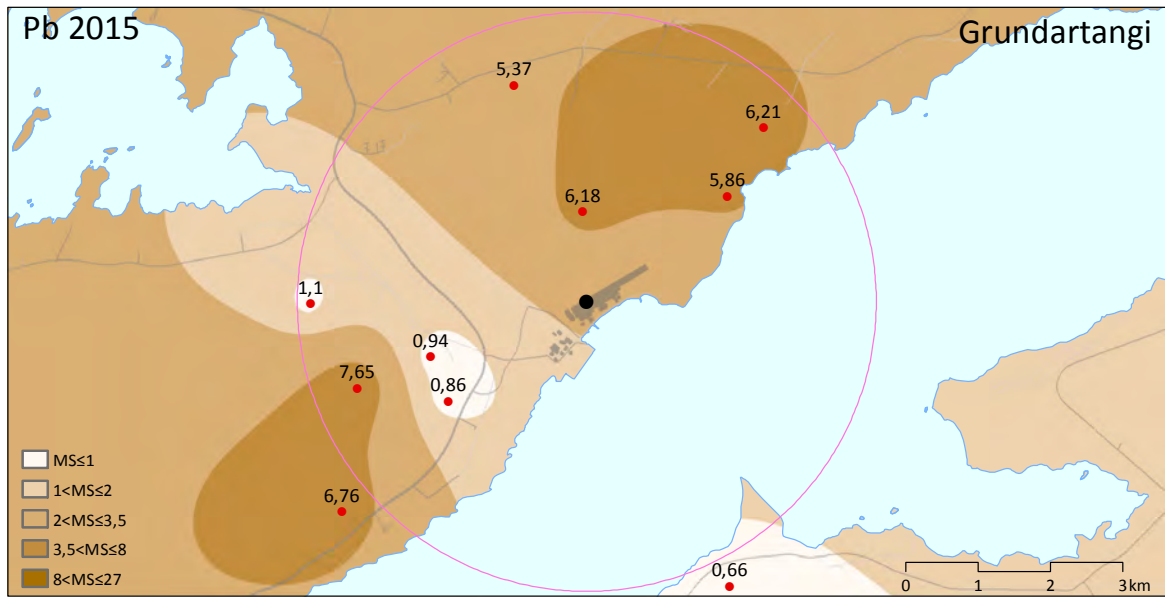 Pb 2015
Grundartangi
5,37
6,21
5,86
6,18
1,1
0,94
7,65
0,86
6,76
0,66
MS≤1
1<MS≤2
2<MS≤3,5
3,5<MS≤8
8<MS≤27
0 1 2 3 km